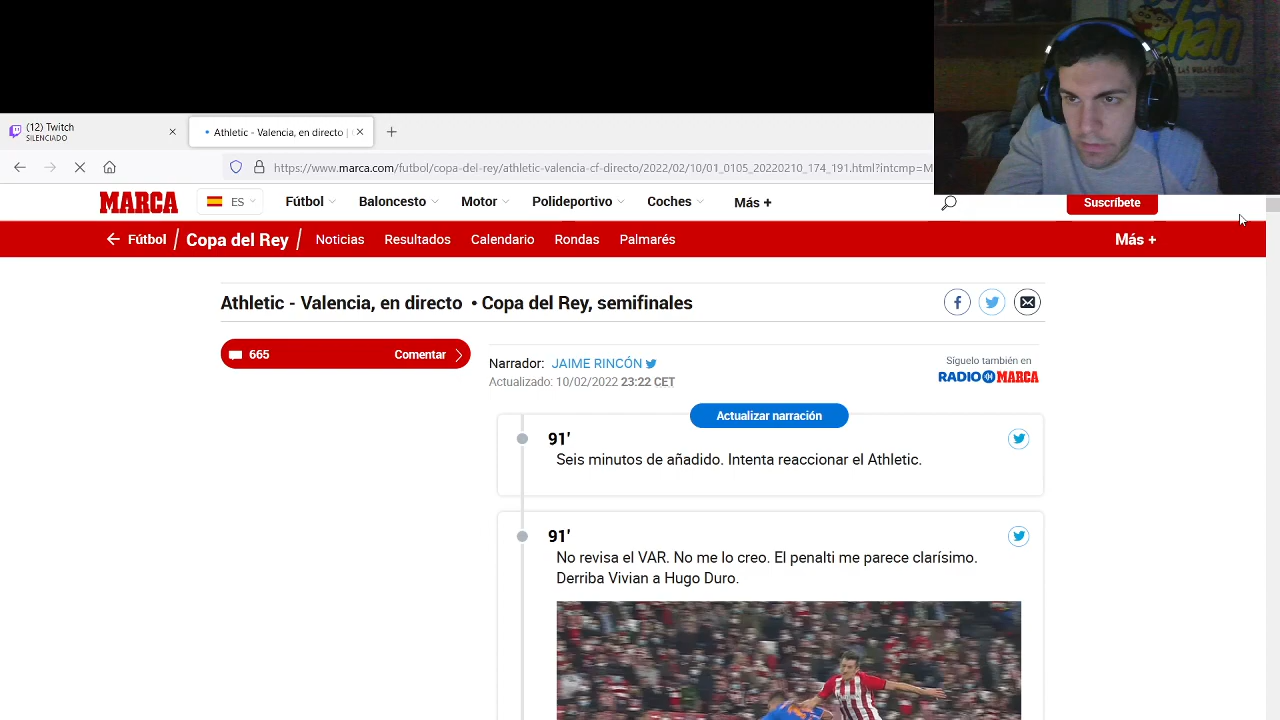 han
(12) Twitch
SILENCIADO
Athletic - Valencia, en directo |
https://www.marca.com/futbol/copa-del-rey/athletic-valencia-cf-directo/2022/02/10/01_0105_20220210_174_191.html?intcmp=M
MARCA
ES
Fútbol
Baloncesto
Motor
Polideportivo
Coches
Más +
Suscríbete
Fútbol / Copa del Rey /
Noticias
Resultados
Calendario
Rondas
Palmarés
Más +
Athletic - Valencia, en directo • Copa del Rey, semifinales
665
Comentar
Narrador: JAIME RINCÓN
Actualizado: 10/02/2022 23:22 CET
Síguelo también en
RADIO MARCA
Actualizar narración
91’
Seis minutos de añadido. Intenta reaccionar el Athletic.
91’
No revisa el VAR. No me lo creo. El penalti me parece clarísimo.
Derriba Vivian a Hugo Duro.